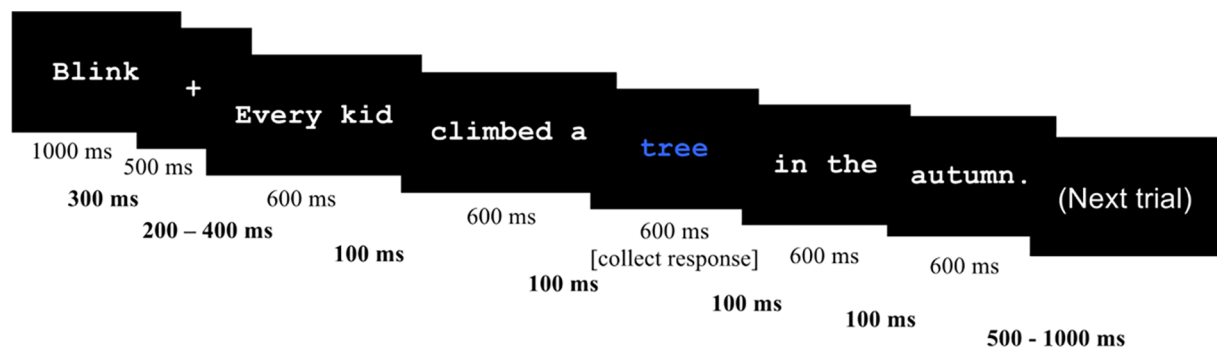 Blink
+
Every kid
climbed a
tree
in the
autumn.
(Next trial)
1000 ms
500 ms
600 ms
600 ms
600 ms
[collect response]
600 ms
600 ms
300 ms
200 – 400 ms
100 ms
100 ms
100 ms
100 ms
500 - 1000 ms